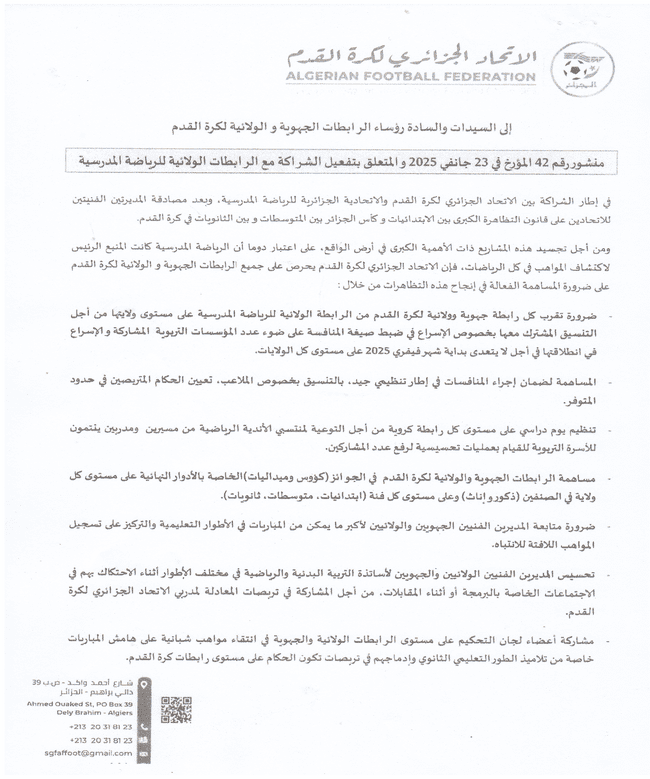 الاتحاد الجزائري لكرة القدم
ALGERIAN FOOTBALL FEDERATION
إلى السيدات والسادة رؤساء الرابطات الجهوية و الولائية لكرة القدم
منشور رقم 42 المؤرخ في 23 جانفي 2025 و المتعلق بتفعيل الشراكة مع الرابطات الولائية للرياضة المدرسية
في إطار الشراكة بين الاتحاد الجزائري لكرة القدم والاتحادية الجزائرية للرياضة المدرسية، وبعد مصادقة المديرتين الفنيتين
للاتحادين على قانون التظاهرة الكبرى بين الابتدائيات و كأس الجزائر بين المتوسطات و بين الثانويات في كرة القدم.
ومن أجل تجسيد هذه المشاريع ذات الأهمية الكبرى في أرض الواقع، على اعتبار دوما أن الرياضة المدرسية كانت المنبع الرئيس
لاكتشاف المواهب في كل الرياضات، فإن الاتحاد الجزائري لكرة القدم يحرص على جميع الرابطات الجهوية و الولائية لكرة القدم
على ضرورة المساهمة الفعالة في إنجاح هذه التظاهرات من خلال :
- ضرورة تقرب كل رابطة جهوية وولائية لكرة القدم من الرابطة الولائية للرياضة المدرسية على مستوى ولايتها من أجل
التنسيق المشترك معها بخصوص الإسراع في ضبط صيغة المنافسة على ضوء عدد المؤسسات التربوية المشاركة و الإسراع
في انطلاقتها في أجل لا يتعدى بداية شهر فيفري 2025 على مستوى كل الولايات.
- المساهمة لضمان إجراء المنافسات في إطار تنظيمي جيد، بالتنسيق بخصوص الملاعب، تعيين الحكام المتربصين في حدود
المتوفر.
- تنظيم يوم دراسي على مستوى كل رابطة كروية من أجل التوعية لمنتسبي الأندية الرياضية من مسيرين ومدربين ينتمون
للأسرة التربوية للقيام بعمليات تحسيسية لرفع عدد المشاركين.
- مساهمة الرابطات الجهوية والولائية لكرة القدم في الجوائز (كؤوس وميداليات)الخاصة بالأدوار النهائية على مستوى كل
ولاية في الصنفين (ذكور و إناث) وعلى مستوى كل فئة (ابتدائيات، متوسطات، ثانويات).
- ضرورة متابعة المديرين الفنيين الجهويين والولائيين لأكبر ما يمكن من المباريات في الأطوار التعليمية والتركيز على تسجيل
المواهب اللافتة للانتباه.
- تحسيس المديرين الفنيين الولائيين والجهويين لأساتذة التربية البدنية والرياضية في مختلف الأطوار أثناء الاحتكاك بهم في
الاجتماعات الخاصة بالبرمجة أو أثناء المقابلات، من أجل المشاركة في تربصات المعادلة لمدربي الاتحاد الجزائري لكرة
القدم.
- مشاركة أعضاء لجان التحكيم على مستوى الرابطات الولائية والجهوية في انتقاء مواهب شبانية على هامش المباريات
خاصة من تلاميذ الطور التعليمي الثانوي وإدماجهم في تربصات تكوين الحكام على مستوى رابطات كرة القدم.
شارع أحمد واكد - ص.ب 39
دالي براهيم - الجزائر
Ahmed Ouaked St, PO Box 39
Dely Brahim - Algiers
+213 20 31 81 23
+213 20 31 81 23
sgfaffoot@gmail.com